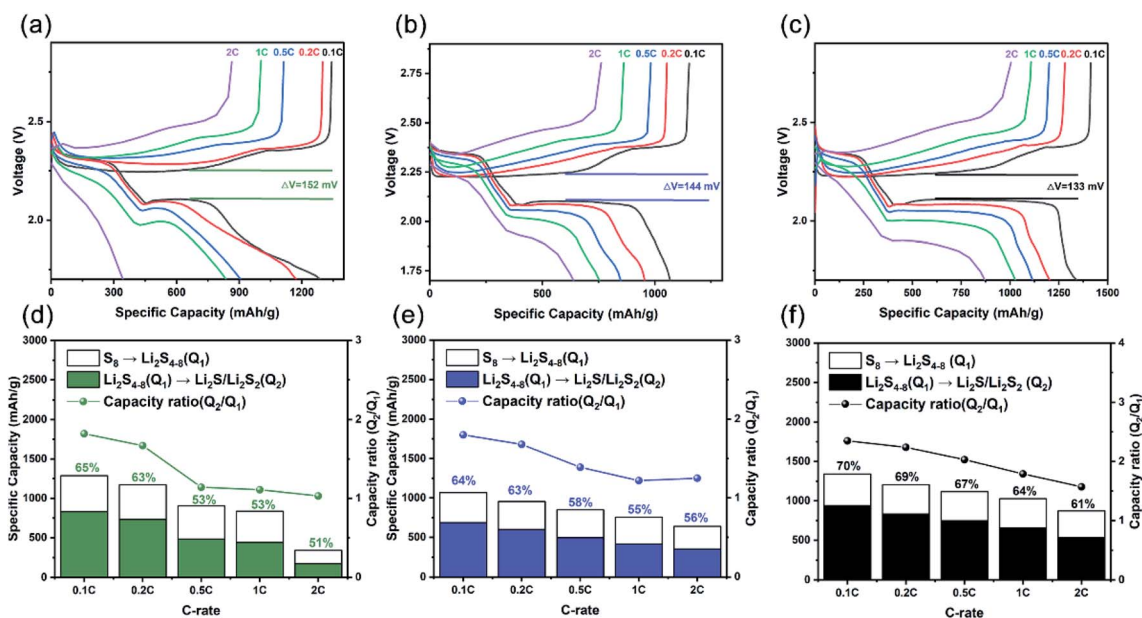 (a)
2C 1C 0.5C 0.2C 0.1C
Voltage (V)
2.5
2.0
△V=152 mV
0 300 600 900 1200
Specific Capacity (mAh/g)
(b)
2C 1C 0.5C 0.2C 0.1C
Voltage (V)
2.75
2.50
2.25
2.00
1.75
△V=144 mV
0 500 1000
Specific Capacity (mAh/g)
(c)
2C 1C 0.5C 0.2C 0.1C
Voltage (V)
2.5
2.0
△V=133 mV
0 300 600 900 1200 1500
Specific Capacity (mAh/g)
(d)
Specific Capacity (mAh/g)
3000
2500
2000
1500
1000
500
0
S₈ → Li₂S₄₋₈(Q₁)
Li₂S₄₋₈(Q₁) → Li₂S/Li₂S₂(Q₂)
Capacity ratio(Q₂/Q₁)
65% 63% 53% 53% 51%
3
2
1
0
Capacity ratio (Q₂/Q₁)
0.1C 0.2C 0.5C 1C 2C
C-rate
(e)
Specific Capacity (mAh/g)
3000
2500
2000
1500
1000
500
0
S₈ → Li₂S₄₋₈(Q₁)
Li₂S₄₋₈(Q₁) → Li₂S/Li₂S₂(Q₂)
Capacity ratio(Q₂/Q₁)
64% 63% 58% 55% 56%
3
2
1
0
Capacity ratio (Q₂/Q₁)
0.1C 0.2C 0.5C 1C 2C
C-rate
(f)
Specific Capacity (mAh/g)
3000
2500
2000
1500
1000
500
0
S₈ → Li₂S₄₋₈ (Q₁)
Li₂S₄₋₈(Q₁) → Li₂S/Li₂S₂ (Q₂)
Capacity ratio(Q₂/Q₁)
70% 69% 67% 64% 61%
4
3
2
1
0
Capacity ratio (Q₂/Q₁)
0.1C 0.2C 0.5C 1C 2C
C-rate